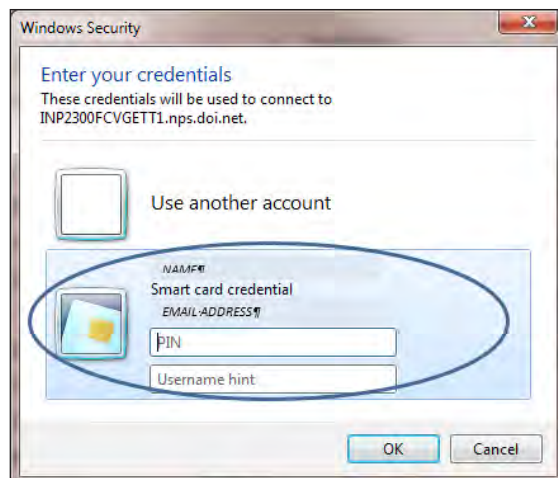 Windows Security
Enter your credentials
These credentials will be used to connect to
INP2300FCVGETT1.nps.doi.net.
Use another account
NAME¶
Smart card credential
EMAIL·ADDRESS¶
PIN
Username hint
OK Cancel